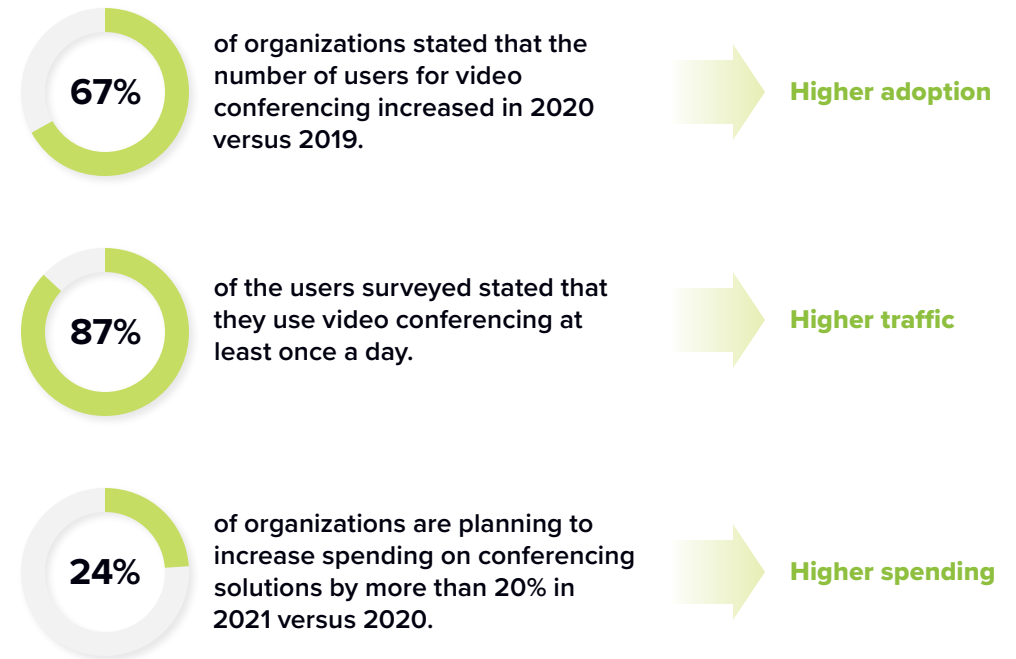 67%
of organizations stated that the
number of users for video
conferencing increased in 2020
versus 2019.
Higher adoption
87%
of the users surveyed stated that
they use video conferencing at
least once a day.
Higher traffic
24%
of organizations are planning to
increase spending on conferencing
solutions by more than 20% in
2021 versus 2020.
Higher spending